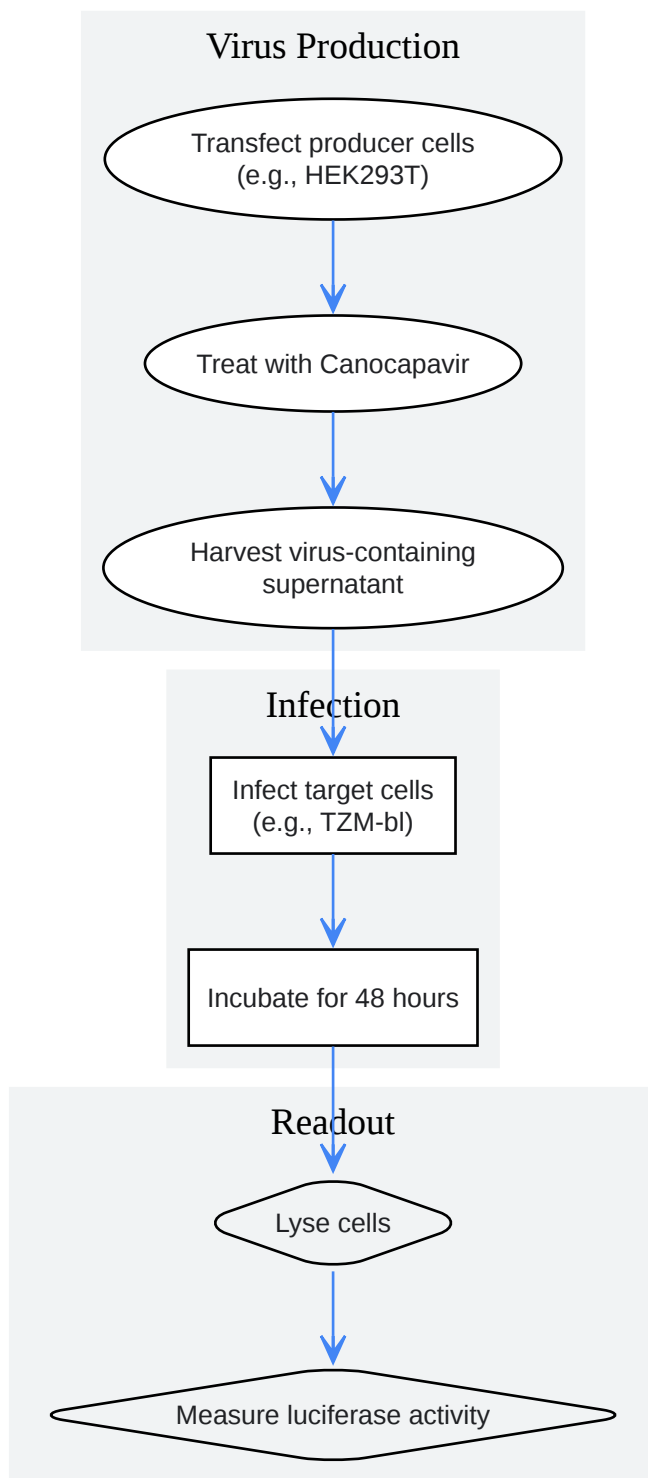 Virus Production
Transfect producer cells
(e.g., HEK293T)
Treat with Canocapavir
Harvest virus-containing
supernatant
Infection
Infect target cells
(e.g., TZM-bl)
Incubate for 48 hours
Readout
Lyse cells
Measure luciferase activity